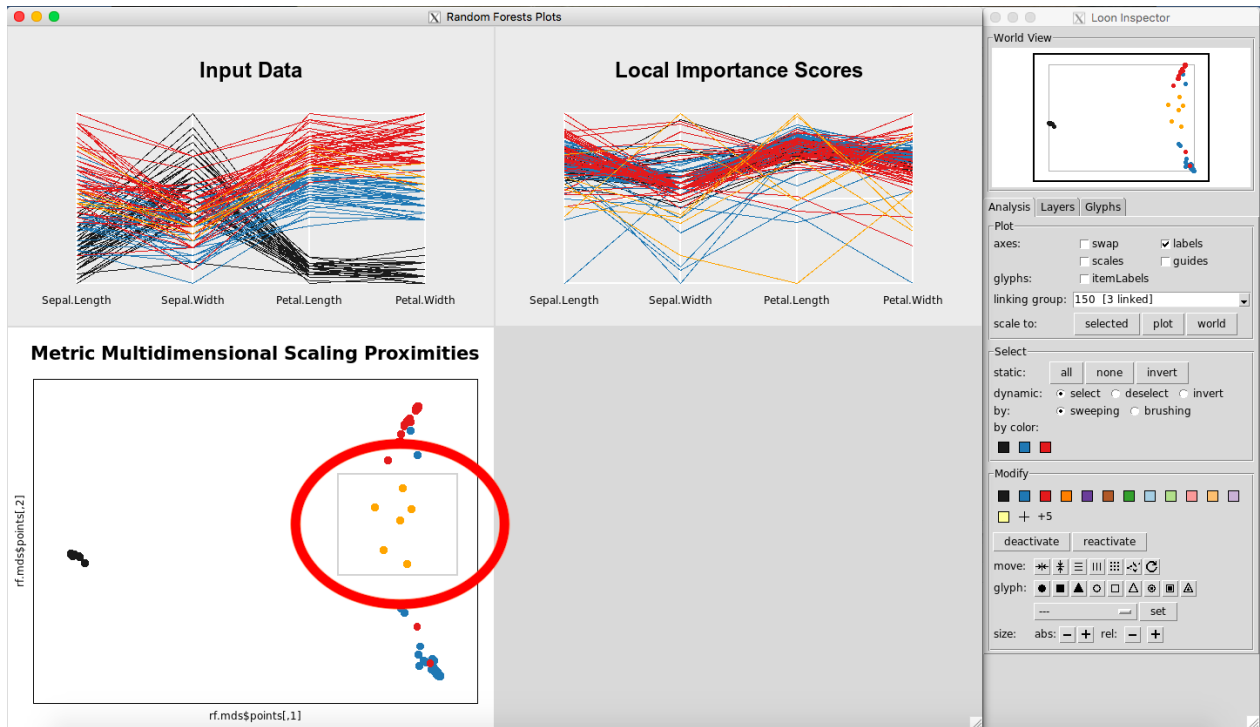 Random Forests Plots
Input Data
Local Importance Scores
Sepal.Length Sepal.Width Petal.Length Petal.Width
Sepal.Length Sepal.Width Petal.Length Petal.Width
Metric Multidimensional Scaling Proximities
rf.mds$points[,2]
rf.mds$points[,1]
Loon Inspector
World View
Analysis Layers Glyphs
Plot
axes: swap labels
scales guides
glyphs: itemLabels
linking group: 150 [3 linked]
scale to: selected plot world
Select
static: all none invert
dynamic: select deselect invert
by: sweeping brushing
by color:
Modify
+5
deactivate reactivate
move:
glyph:
--- set
size: abs: − + rel: − +